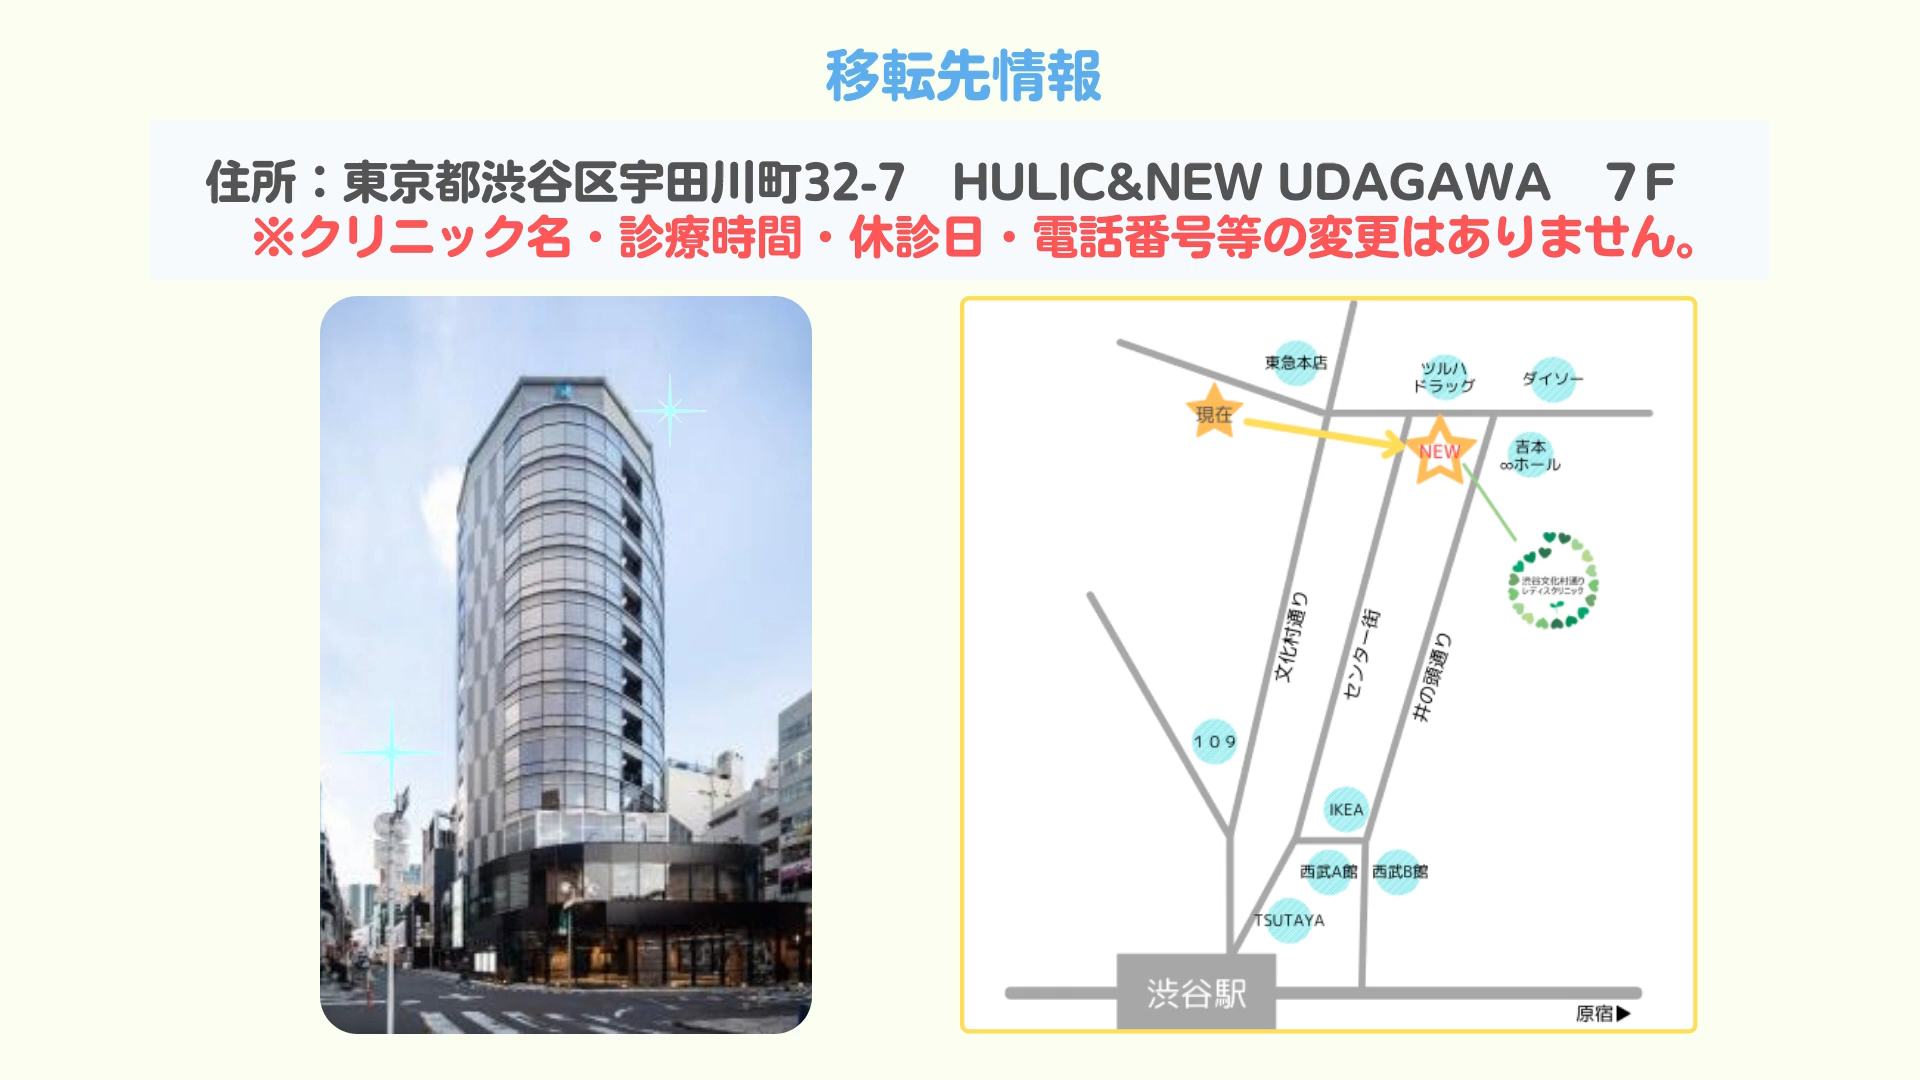 移転先情報
住所：東京都渋谷区宇田川町32-7　HULIC&NEW UDAGAWA　７F
※クリニック名・診療時間・休診日・電話番号等の変更はありません。
東急本店
ツルハ
ドラッグ
ダイソー
現在
NEW
吉本
∞ホール
渋谷文化村通り
レディスクリニック
文化村通り
センター街
井の頭通り
１０９
IKEA
西武A館
西武B館
TSUTAYA
渋谷駅
原宿▶